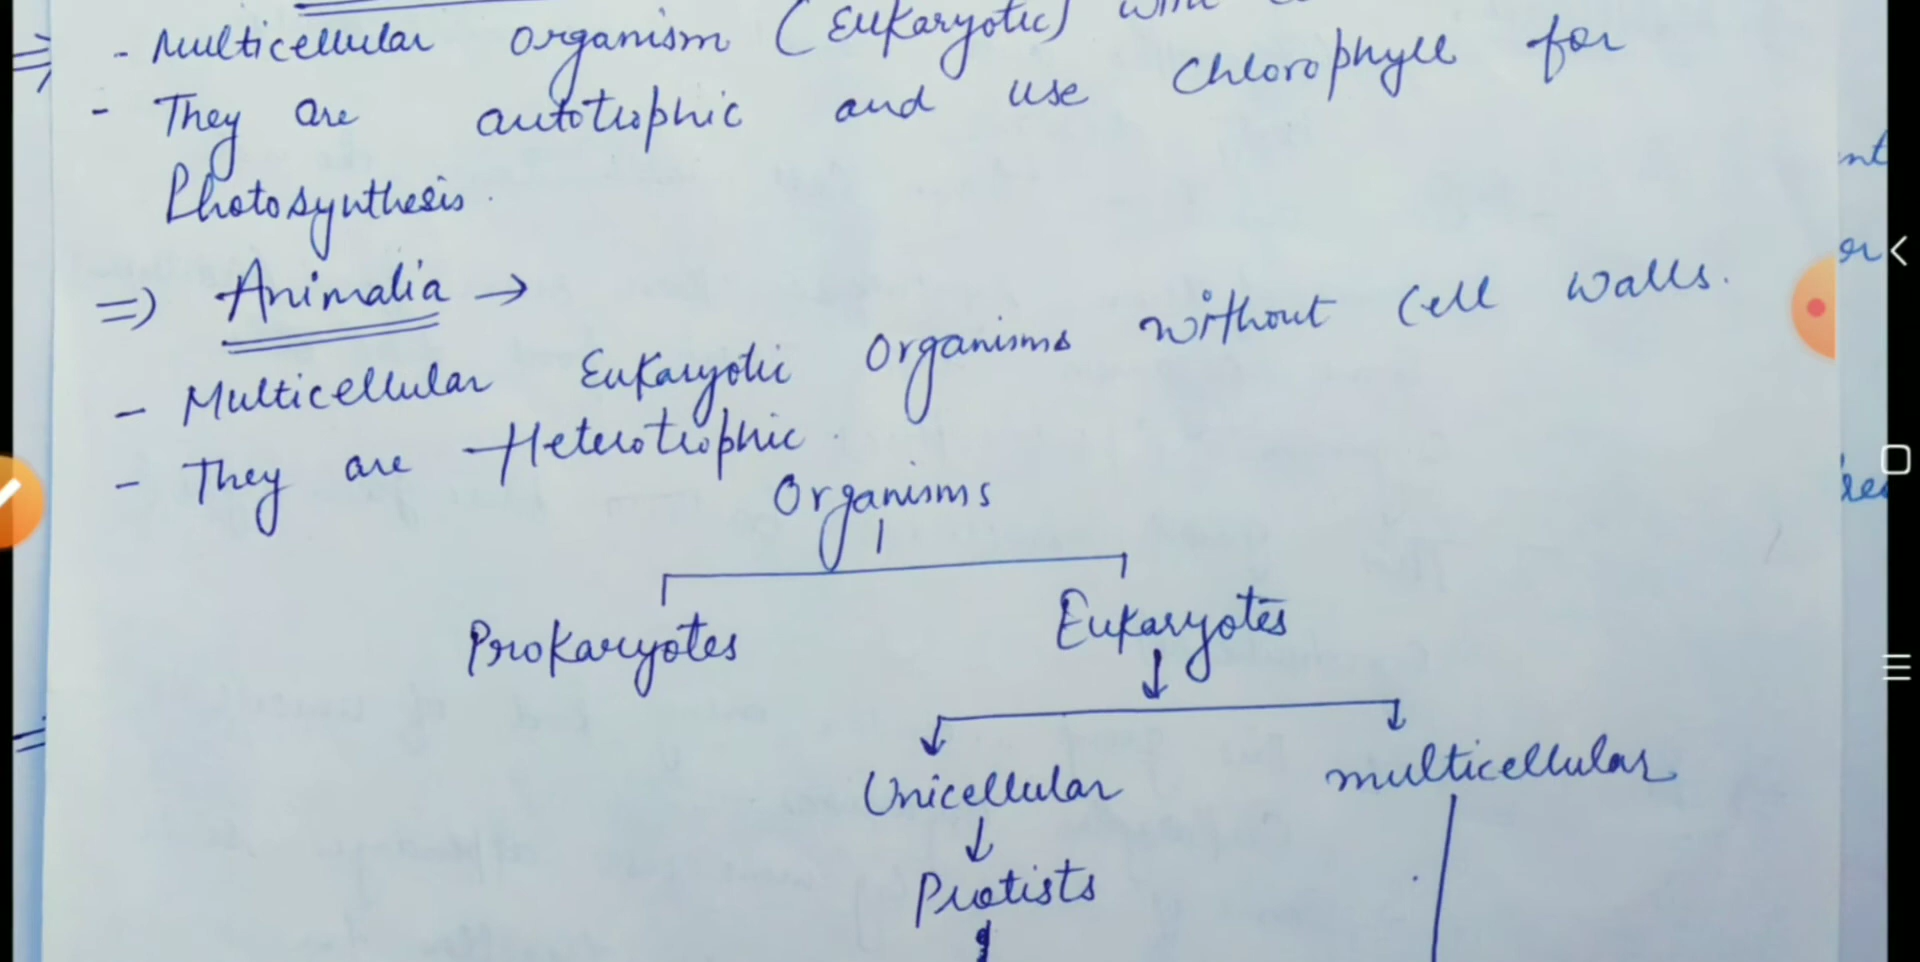 - Multicellular organism (Eukaryotic) with
- They are autotrophic and use Chlorophyll for
Photosynthesis.
=> Animalia →
- Multicellular Eukaryotic Organisms without Cell Walls.
- They are Heterotrophic.
Organisms
Prokaryotes Eukaryotes
Unicellular multicellular
Protists